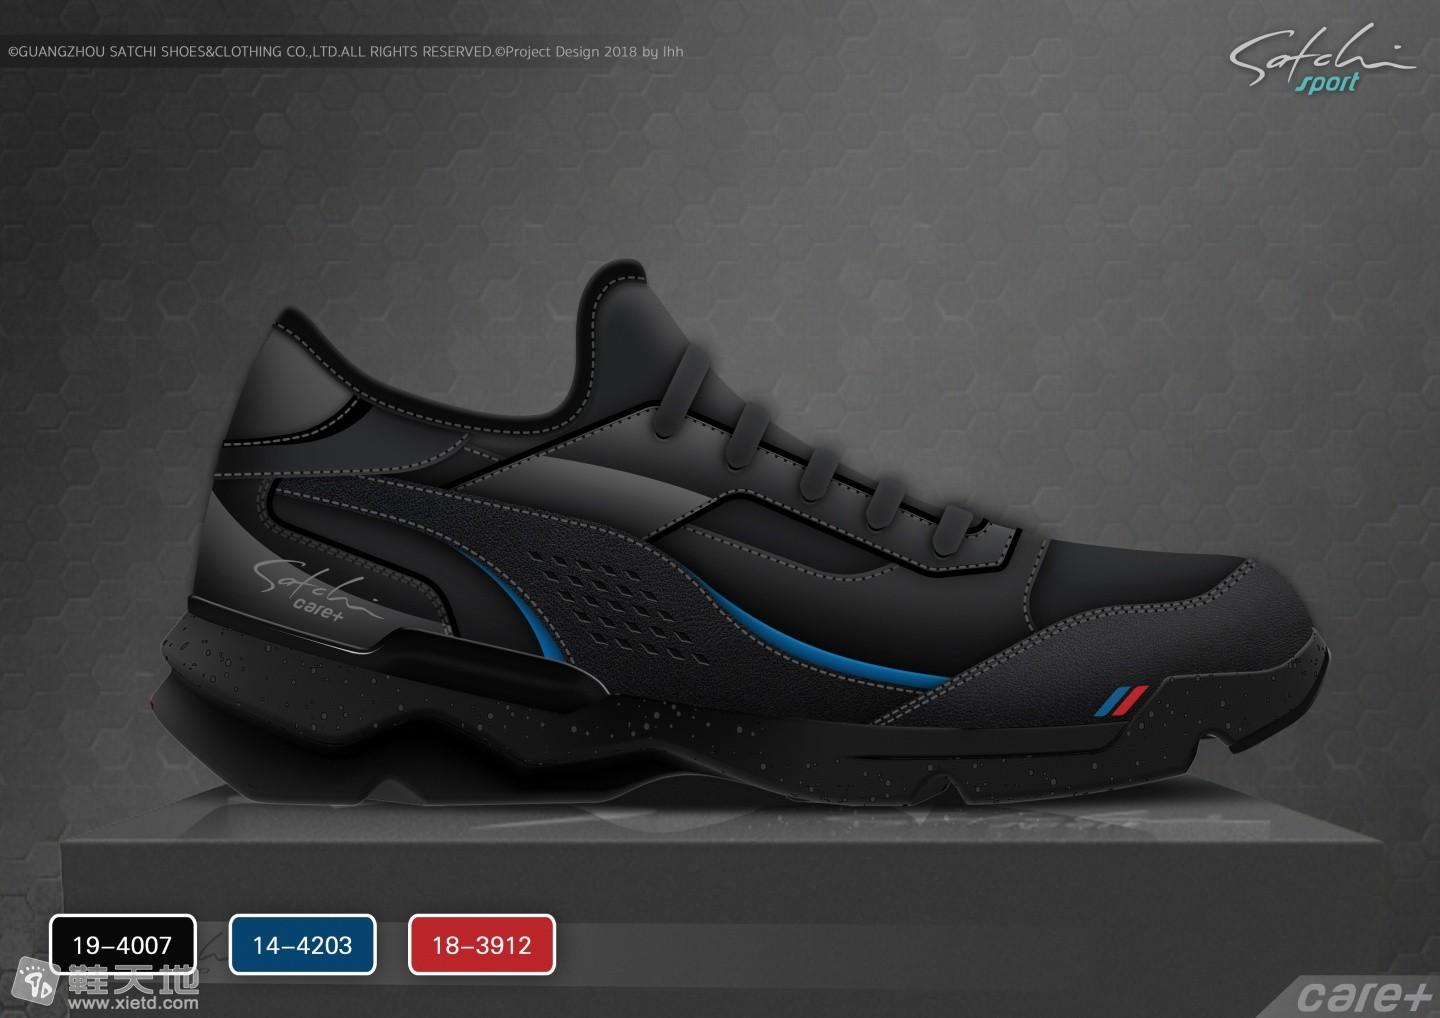 ©GUANGZHOU SATCHI SHOES&CLOTHING CO.,LTD.ALL RIGHTS RESERVED.©Project Design 2018 by lhh
Satchi
sport
Satchi
care+
19-4007
14-4203
18-3912
鞋天地
www.xietd.com
care+